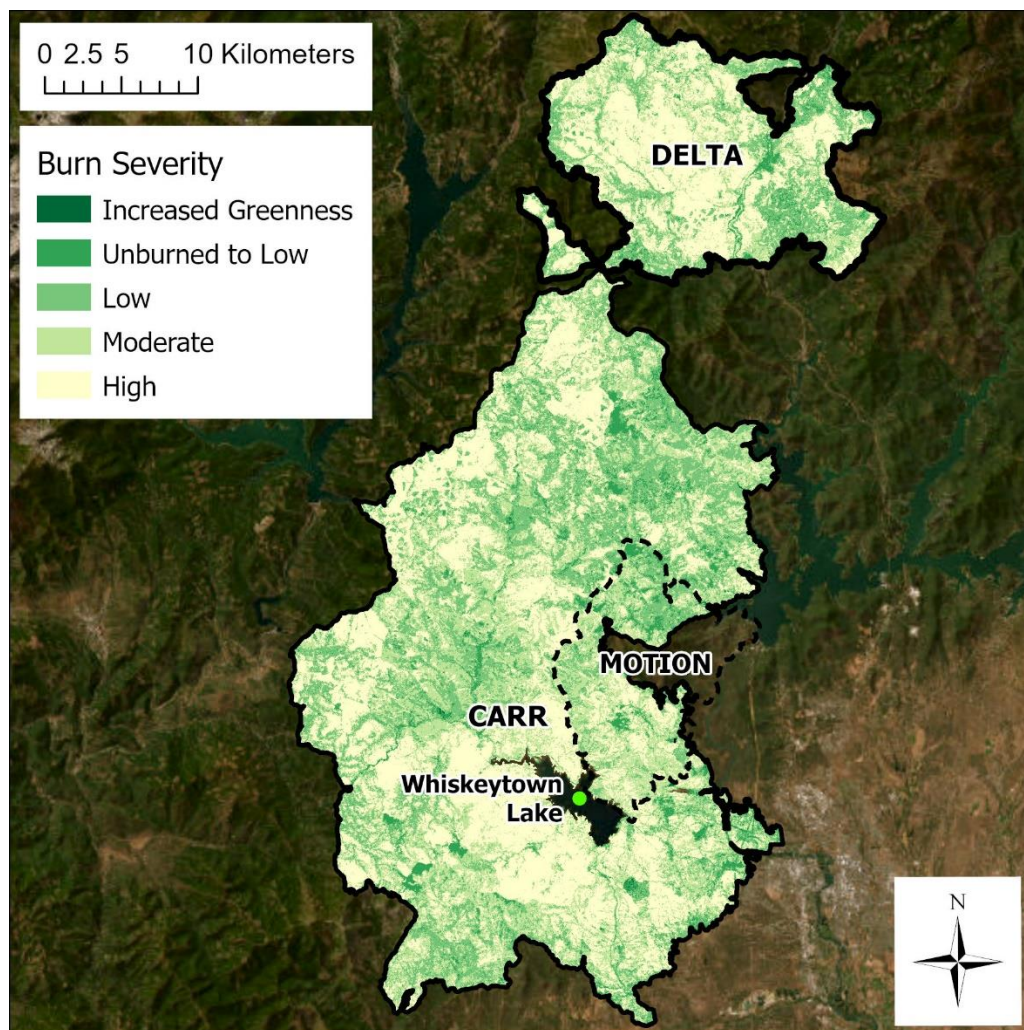 0 2.5 5 10 Kilometers
Burn Severity
Increased Greenness
Unburned to Low
Low
Moderate
High
DELTA
MOTION
CARR
Whiskeytown
Lake
N